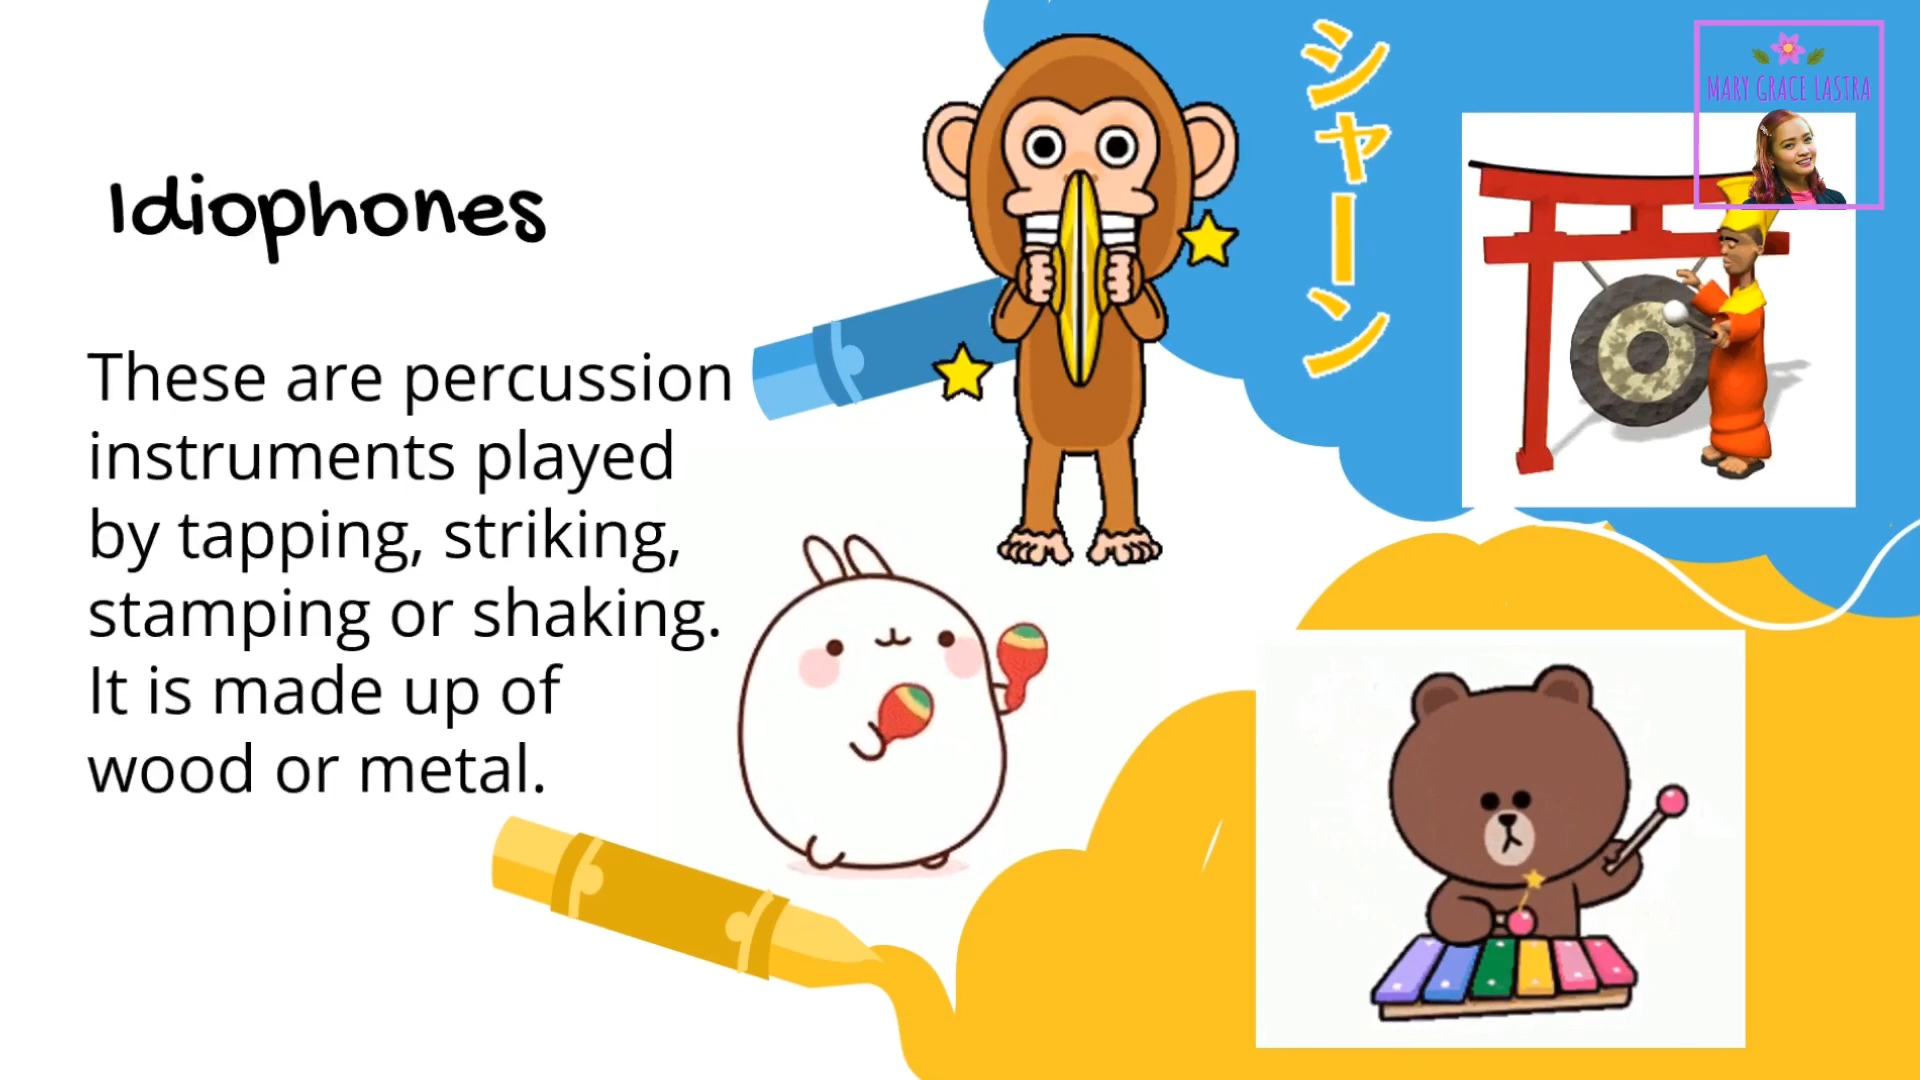 Idiophones
These are percussion
instruments played
by tapping, striking,
stamping or shaking.
It is made up of
wood or metal.
シャーン
MARY GRACE LASTRA